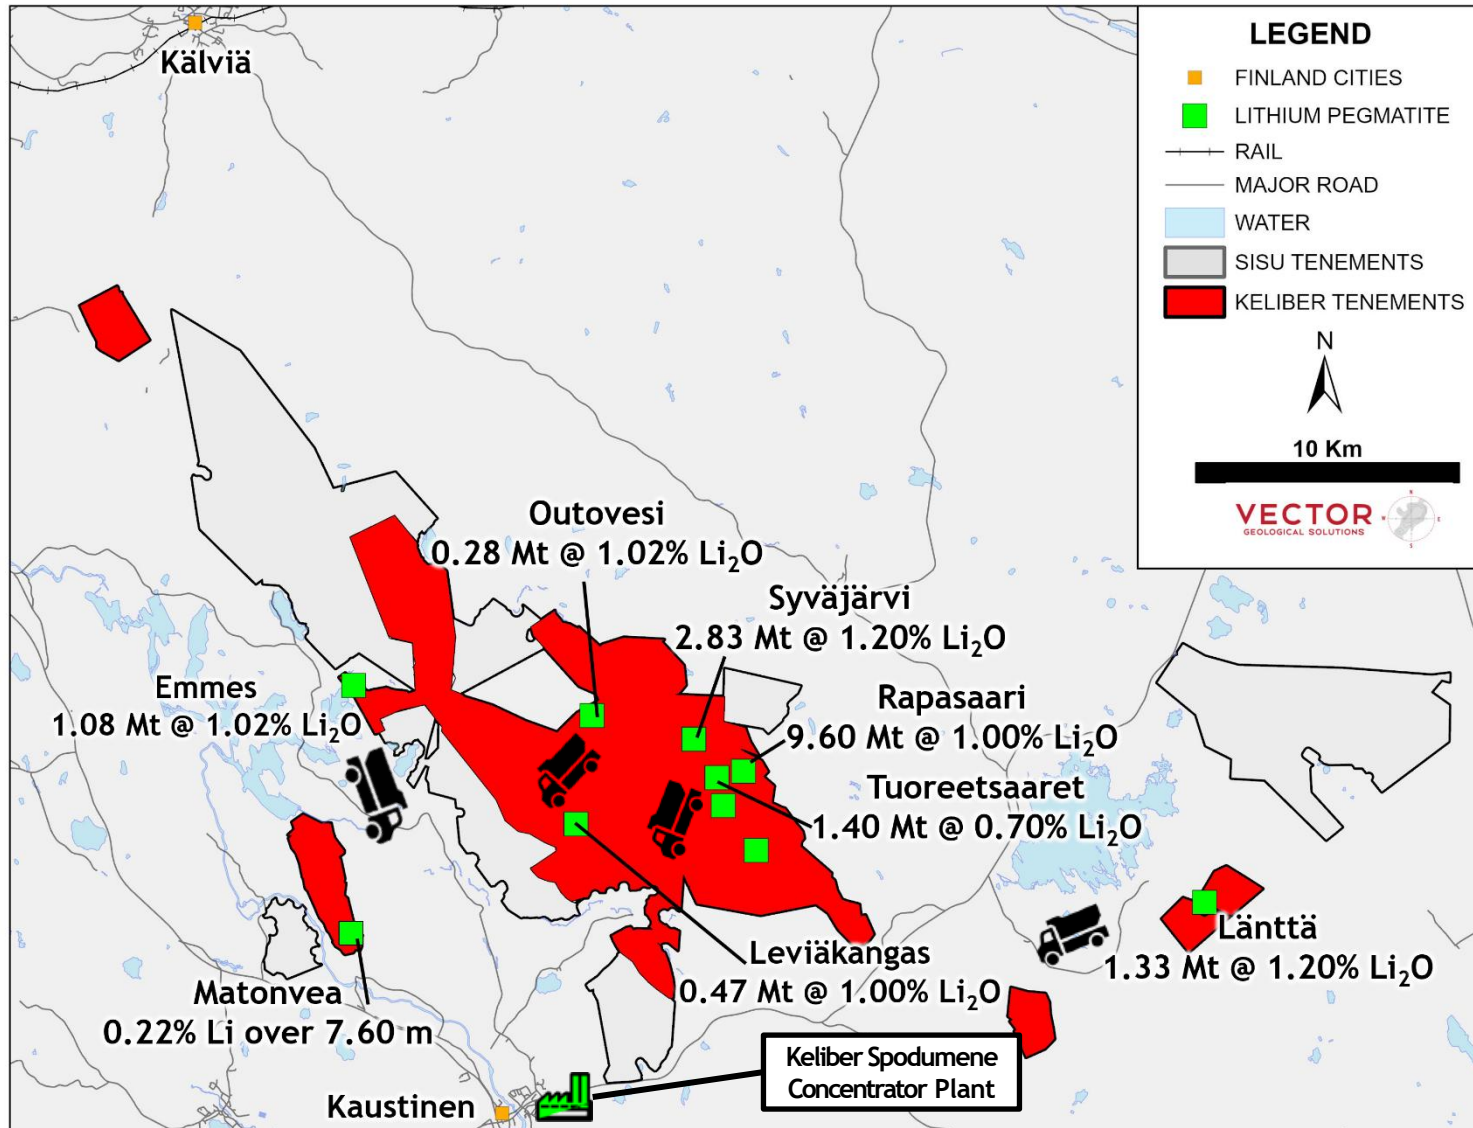 Kälviä
LEGEND
FINLAND CITIES
LITHIUM PEGMATITE
RAIL
MAJOR ROAD
WATER
SISU TENEMENTS
KELIBER TENEMENTS
N
10 Km
VECTOR
GEOLOGICAL SOLUTIONS
N
W
E
S
Outovesi
0.28 Mt @ 1.02% Li₂O
Syväjärvi
2.83 Mt @ 1.20% Li₂O
Emmes
1.08 Mt @ 1.02% Li₂O
Rapasaari
9.60 Mt @ 1.00% Li₂O
Tuoreetsaaret
1.40 Mt @ 0.70% Li₂O
Länttä
1.33 Mt @ 1.20% Li₂O
Leviäkangas
0.47 Mt @ 1.00% Li₂O
Matonvea
0.22% Li over 7.60 m
Keliber Spodumene
Concentrator Plant
Kaustinen